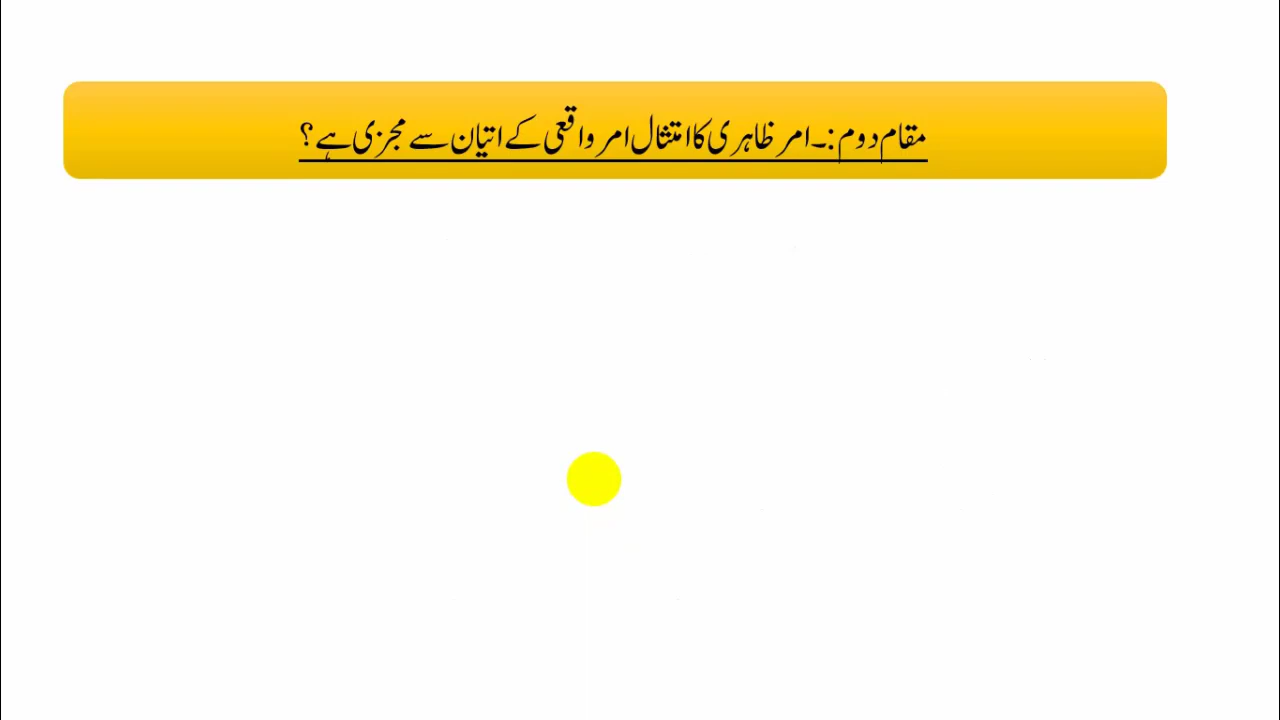 مقام دوم:۔امر ظاہری کا امتثال امر واقعی کے اتیان سے مجزی ہے؟